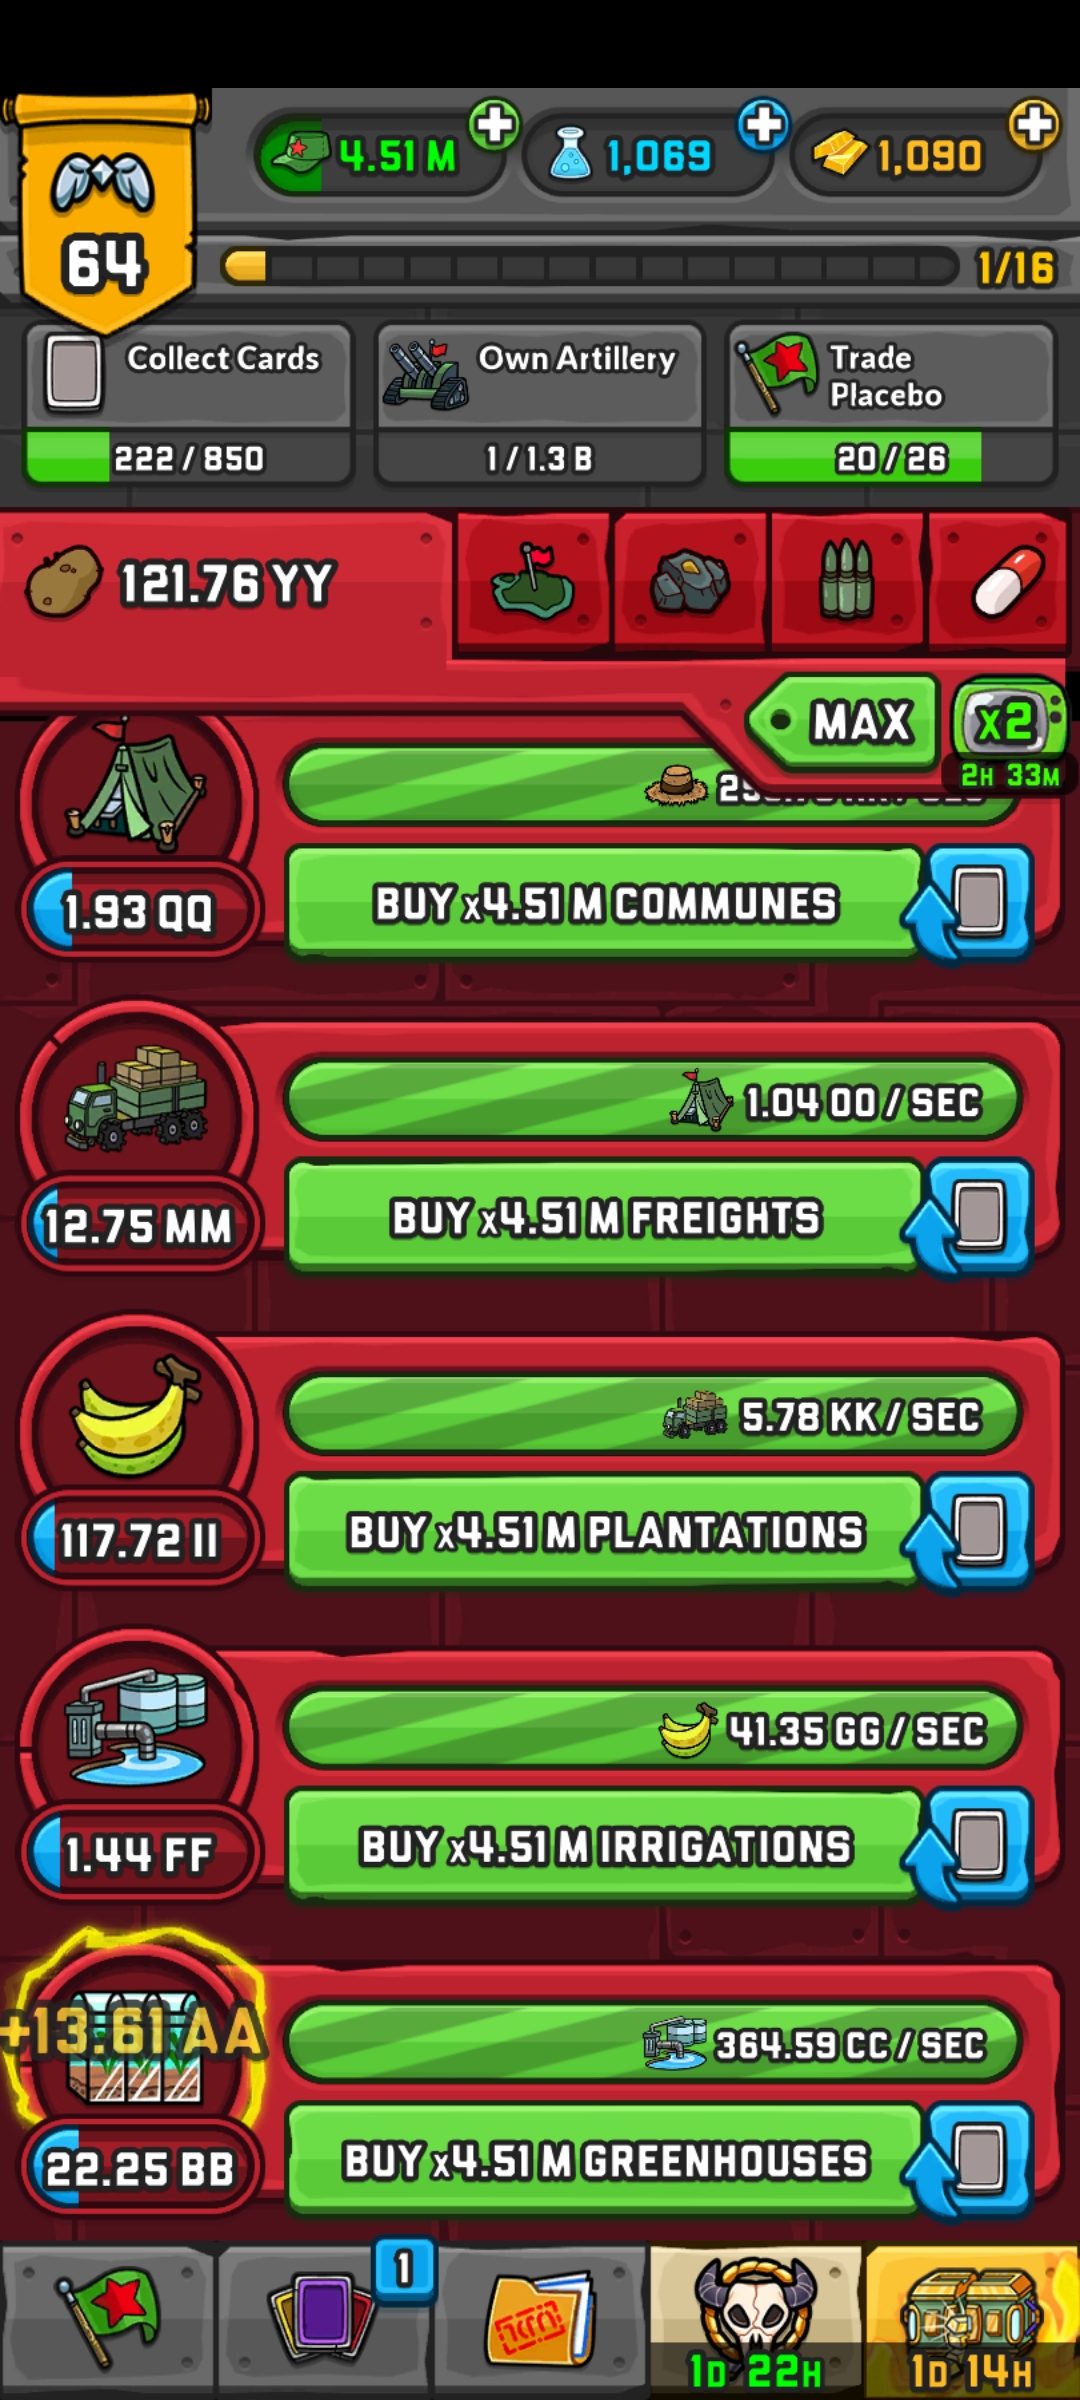 64
4.51 M
1,069
1,090
1/16
Collect Cards
222 / 850
Own Artillery
1 / 1.3 B
Trade
Placebo
20 / 26
121.76 YY
MAX
x2
2H 33M
1.93 QQ
BUY x4.51 M COMMUNES
1.04 OO / SEC
12.75 MM
BUY x4.51 M FREIGHTS
5.78 KK / SEC
117.72 II
BUY x4.51 M PLANTATIONS
41.35 GG / SEC
1.44 FF
BUY x4.51 M IRRIGATIONS
+13.61 AA
364.59 CC / SEC
22.25 BB
BUY x4.51 M GREENHOUSES
1
1D 22H
1D 14H